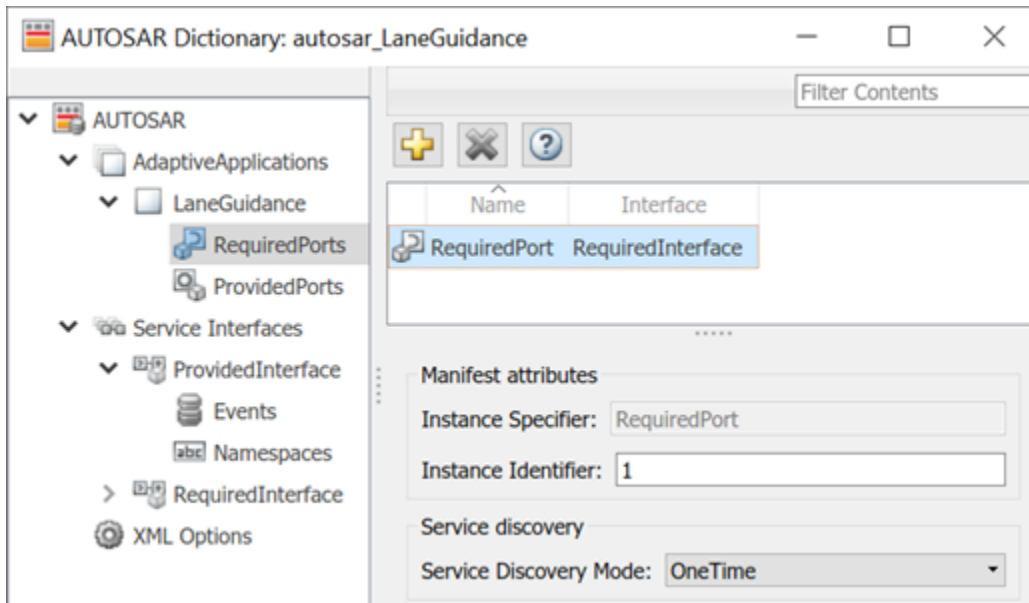 AUTOSAR Dictionary: autosar_LaneGuidance
Filter Contents
AUTOSAR
AdaptiveApplications
LaneGuidance
RequiredPorts
ProvidedPorts
Service Interfaces
ProvidedInterface
Events
abc Namespaces
RequiredInterface
XML Options
Name Interface
RequiredPort RequiredInterface
Manifest attributes
Instance Specifier: RequiredPort
Instance Identifier: 1
Service discovery
Service Discovery Mode: OneTime